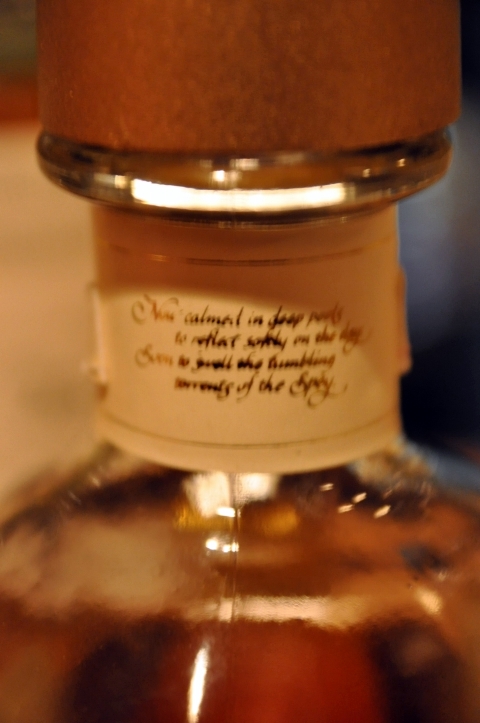 Now calmed in deep pools
to reflect softly on the day
Soon to swell the tumbling
torrents of the Spey